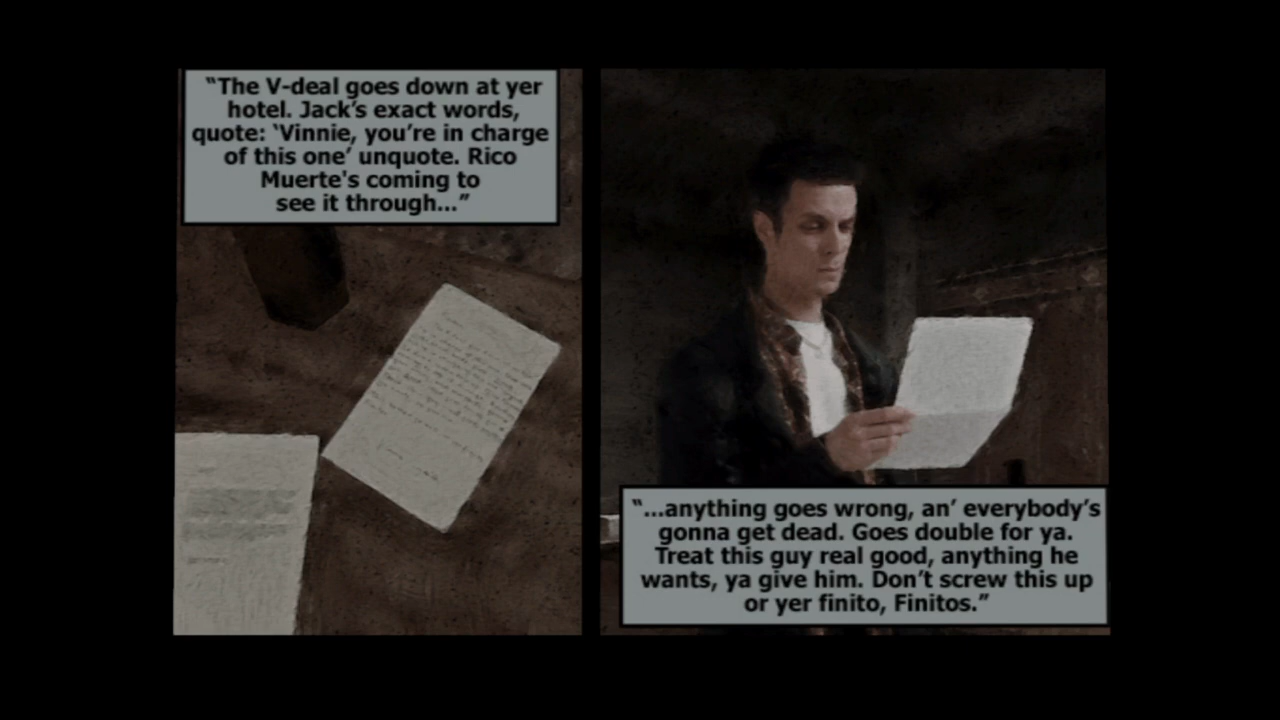 “The V-deal goes down at yer
hotel. Jack’s exact words,
quote: ‘Vinnie, you’re in charge
of this one’ unquote. Rico
Muerte's coming to
see it through...”
“...anything goes wrong, an’ everybody’s
gonna get dead. Goes double for ya.
Treat this guy real good, anything he
wants, ya give him. Don’t screw this up
or yer finito, Finitos.”